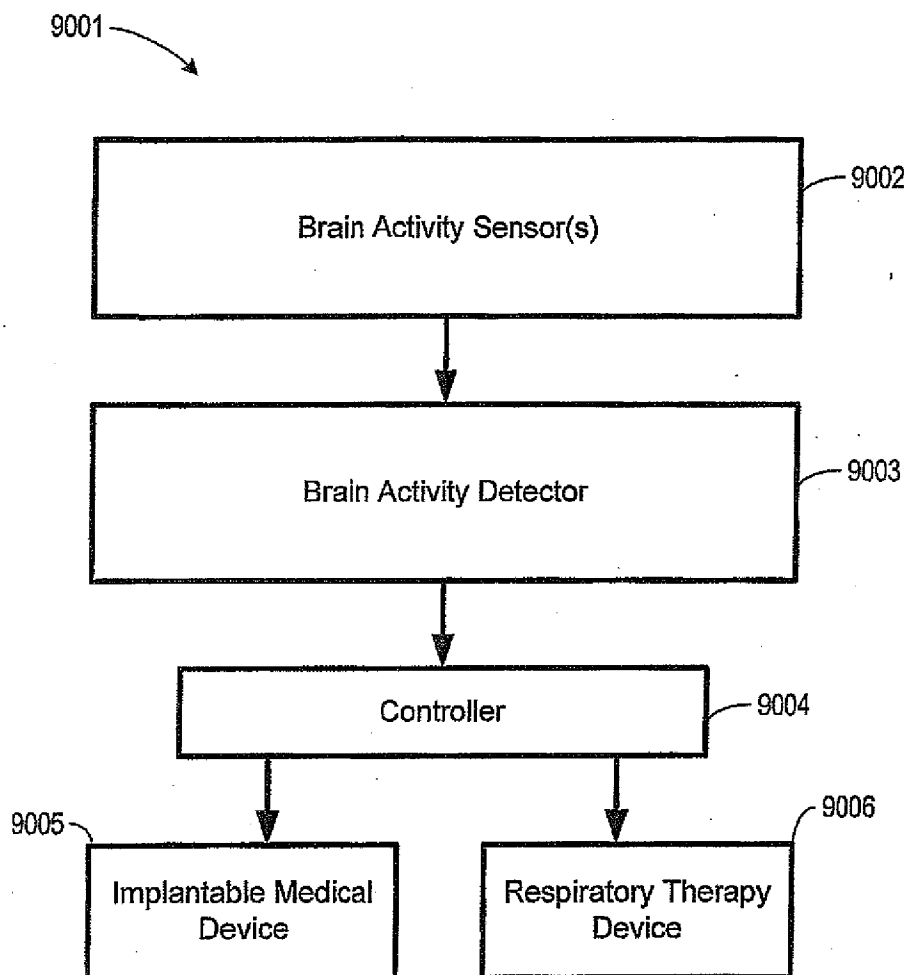 9001
9002
Brain Activity Sensor(s)
9003
Brain Activity Detector
Controller
9004
9005
9006
Implantable Medical
Device
Respiratory Therapy
Device